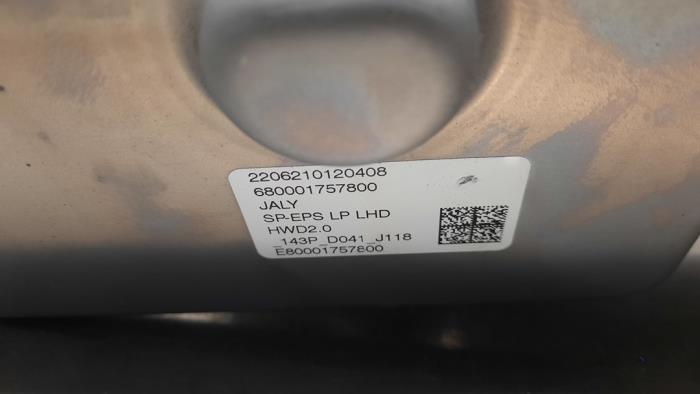 2206210120408
680001757800
JALY
SP-EPS LP LHD
HWD2.0
_143P_D041_J118
E80001757800